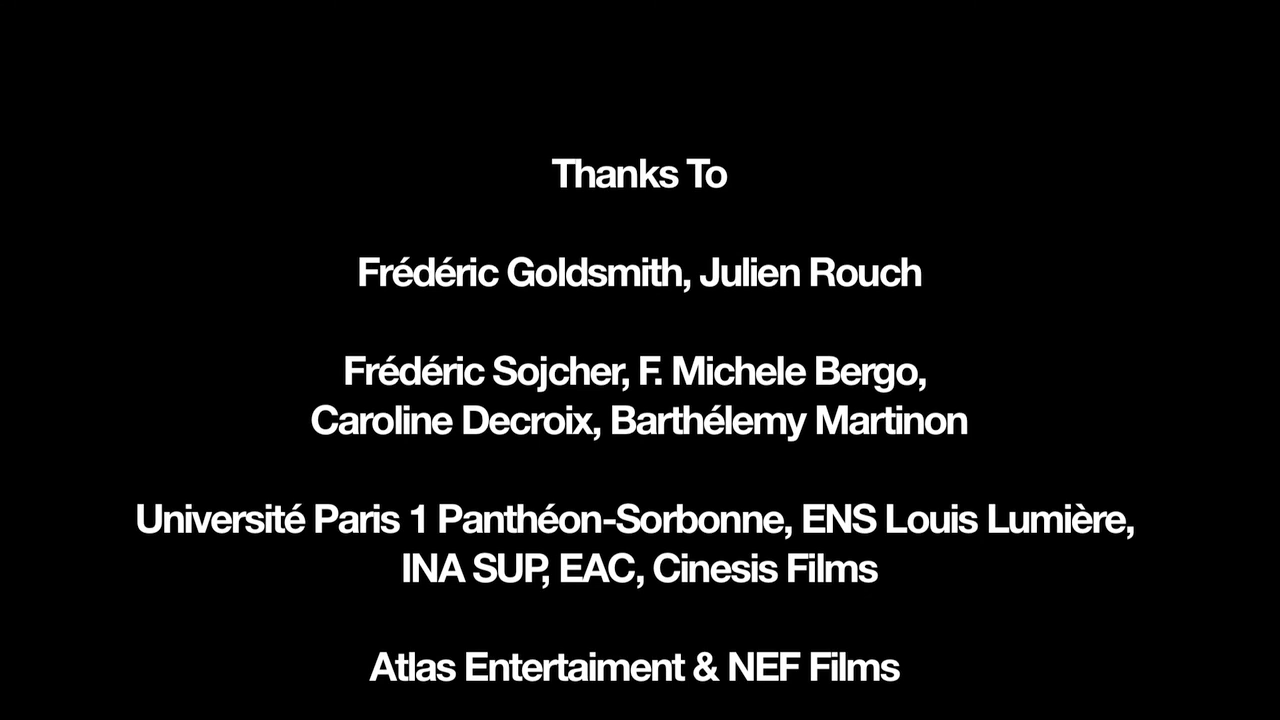 Thanks To
Frédéric Goldsmith, Julien Rouch
Frédéric Sojcher, F. Michele Bergo,
Caroline Decroix, Barthélemy Martinon
Université Paris 1 Panthéon-Sorbonne, ENS Louis Lumière,
INA SUP, EAC, Cinesis Films
Atlas Entertaiment & NEF Films